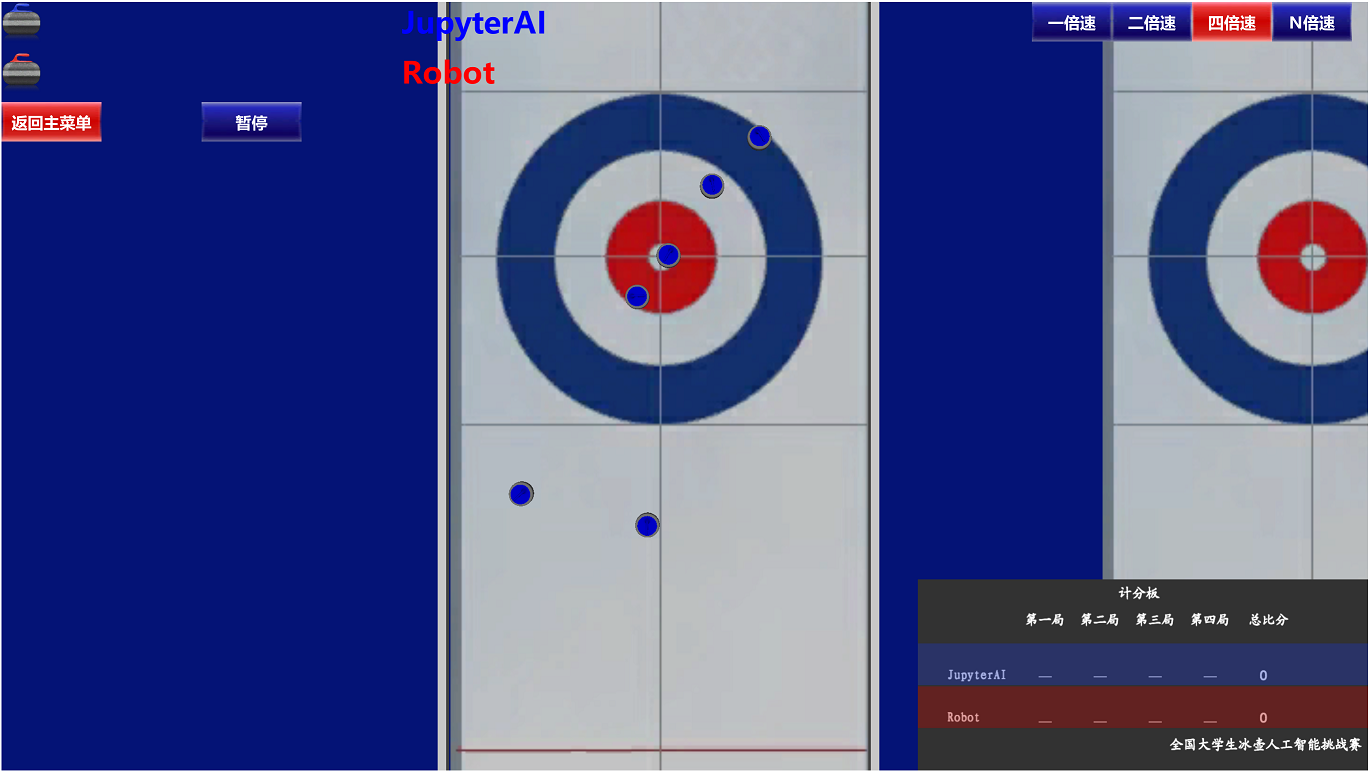 JupyterAI
一倍速 二倍速 四倍速 N倍速
Robot
返回主菜单 暂停
计分板
第一局 第二局 第三局 第四局 总比分
JupyterAI — — — — 0
Robot — — — — 0
全国大学生冰壶人工智能挑战赛